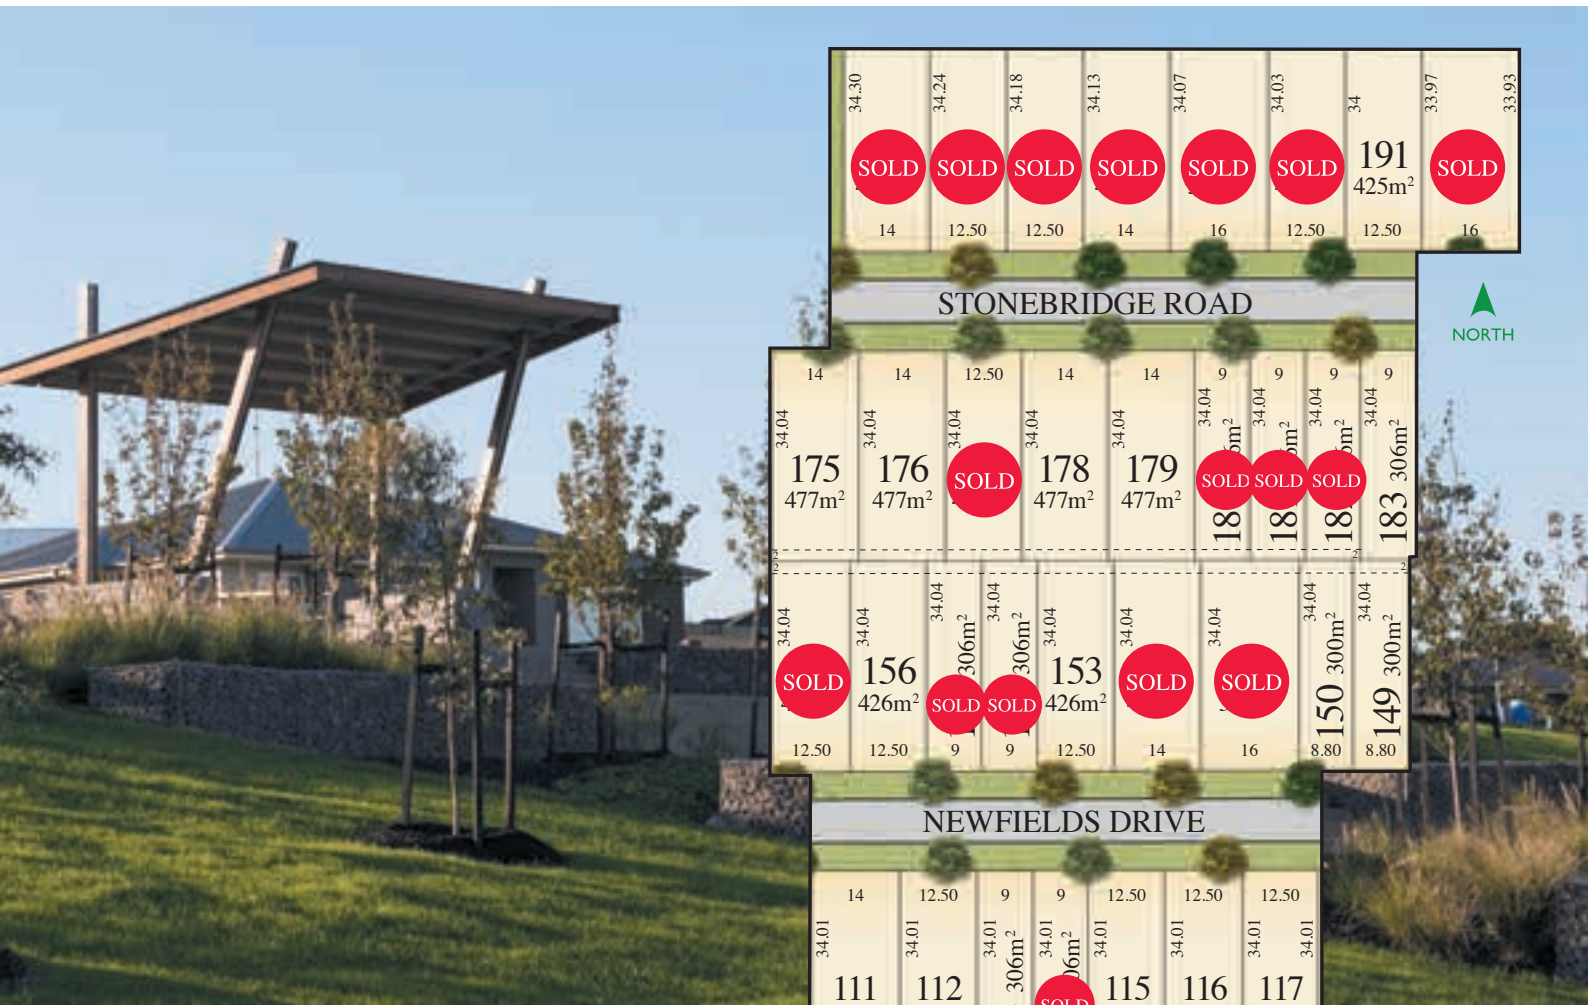 34.30 34.24 34.18 34.13 34.07 34.03 34 33.97 33.93
SOLD SOLD SOLD SOLD SOLD SOLD 191 SOLD
425m²
14 12.50 12.50 14 16 12.50 12.50 16
STONEBRIDGE ROAD
NORTH
14 14 12.50 14 14 9 9 9 9
34.04 34.04 34.04 34.04 34.04 34.04 34.04 34.04 34.04
175 176 SOLD 178 179 SOLD SOLD SOLD 183 306m²
477m² 477m² 477m² 477m²
2 2
2 2
34.04 34.04 34.04 34.04 34.04 34.04 34.04 34.04 34.04
306m² 306m² 300m² 300m²
SOLD 156 SOLD SOLD 153 SOLD SOLD 150 149
426m² 426m²
12.50 12.50 9 9 12.50 14 16 8.80 8.80
NEWFIELDS DRIVE
14 12.50 9 9 12.50 12.50 12.50
34.01 34.01 34.01 34.01 34.01 34.01 34.01
306m²
111 112 SOLD 115 116 117